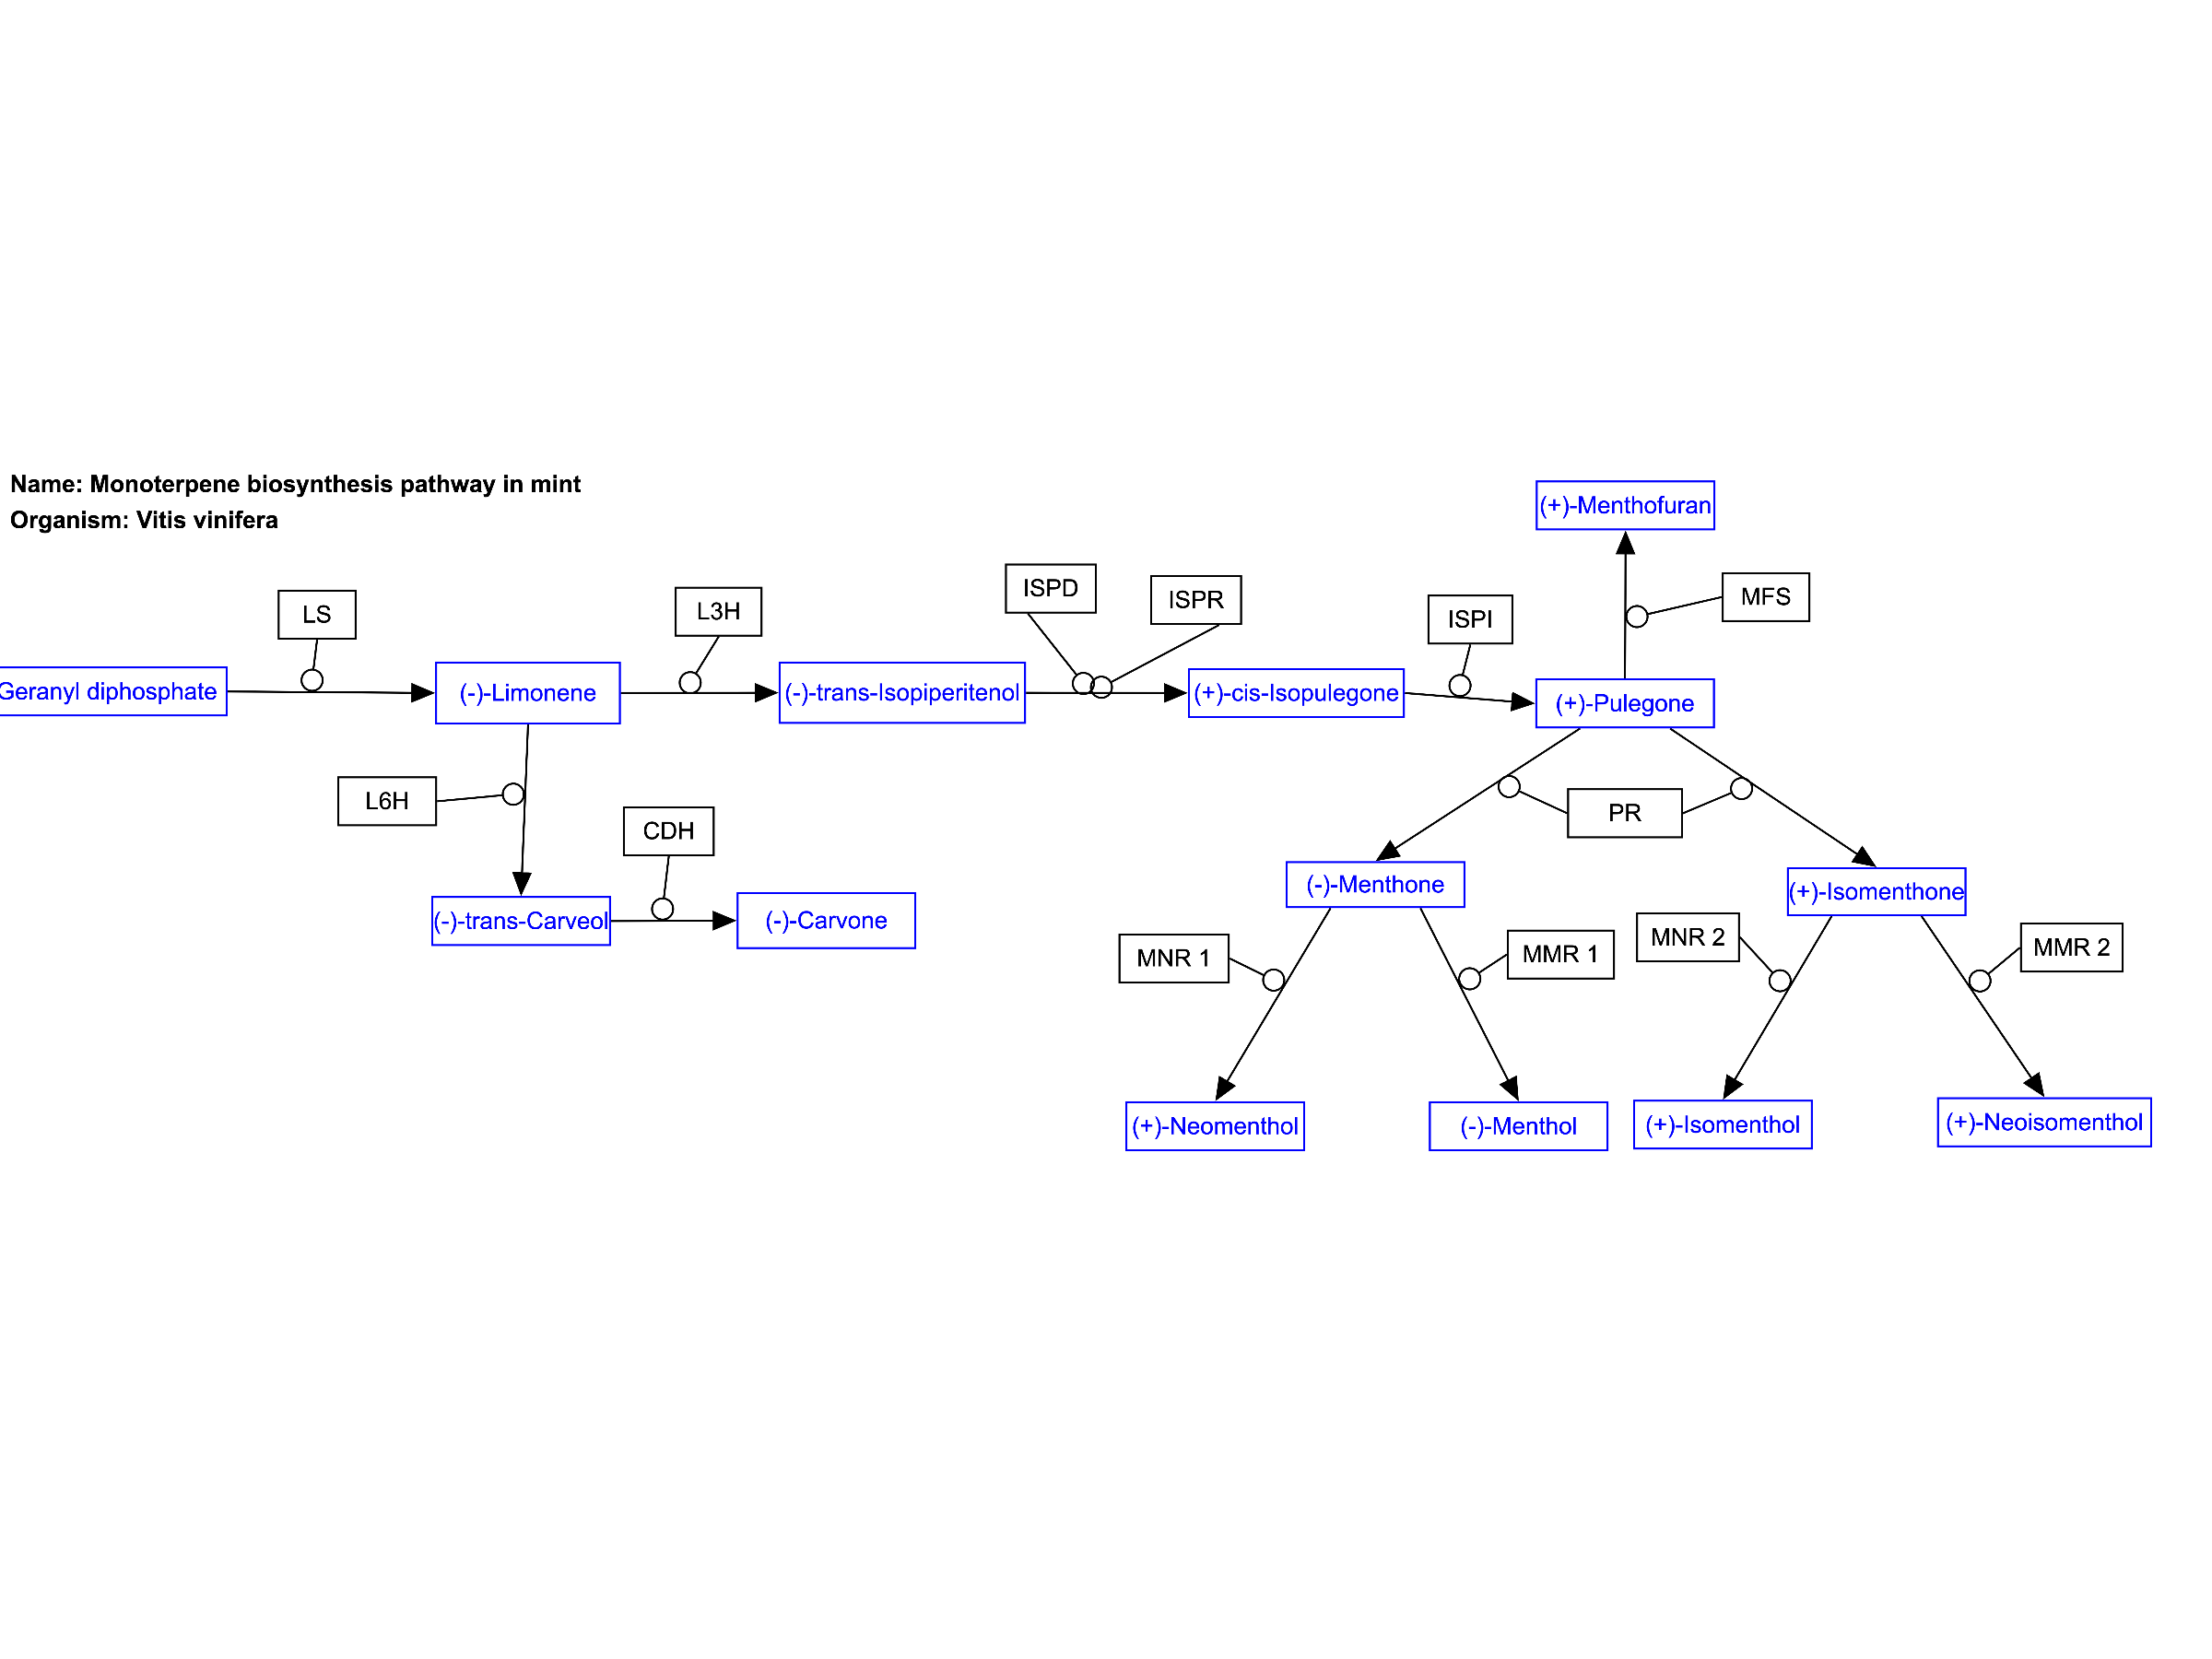 Name: Monoterpene biosynthesis pathway in mint
Organism: Vitis vinifera
(+)-Menthofuran
LS
L3H
ISPD
ISPR
ISPI
MFS
Geranyl diphosphate
(-)-Limonene
(-)-trans-Isopiperitenol
(+)-cis-Isopulegone
(+)-Pulegone
L6H
CDH
PR
(-)-trans-Carveol
(-)-Carvone
(-)-Menthone
(+)-Isomenthone
MNR 1
MMR 1
MNR 2
MMR 2
(+)-Neomenthol
(-)-Menthol
(+)-Isomenthol
(+)-Neoisomenthol